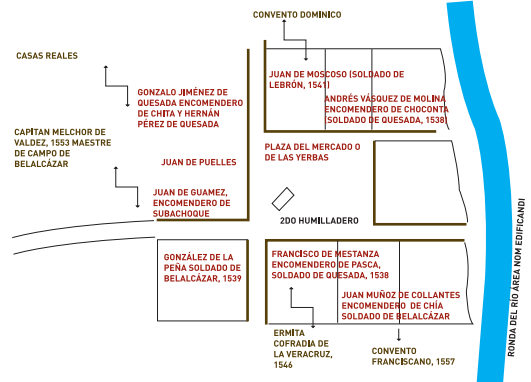 CONVENTO DOMINICO
CASAS REALES
JUAN DE MOSCOSO (SOLDADO DE
LEBRÓN, 1541)
GONZALO JIMÉNEZ DE
QUESADA ENCOMENDERO
DE CHITA Y HERNÁN
PÉREZ DE QUESADA
ANDRÉS VÁSQUEZ DE MOLINA
ENCOMENDERO DE CHOCONTA
(SOLDADO DE QUESADA, 1538)
CAPÍTAN MELCHOR DE
VALDEZ, 1553 MAESTRE
DE CAMPO DE
BELALCÁZAR
JUAN DE PUELLES
PLAZA DEL MERCADO O
DE LAS YERBAS
JUAN DE GUAMEZ,
ENCOMENDERO DE
SUBACHOQUE
2DO HUMILLADERO
GONZÁLEZ DE LA
PEÑA SOLDADO DE
BELALCÁZAR, 1539
FRANCISCO DE MESTANZA
ENCOMENDERO DE PASCA,
SOLDADO DE QUESADA, 1538
JUAN MUÑOZ DE COLLANTES
ENCOMENDERO DE CHÍA
SOLDADO DE BELALCÁZAR
ERMITA
COFRADIA DE
LA VERACRUZ,
1546
CONVENTO
FRANCISCANO, 1557
RONDA DEL RÍO ÁREA NOM EDIFICANDI